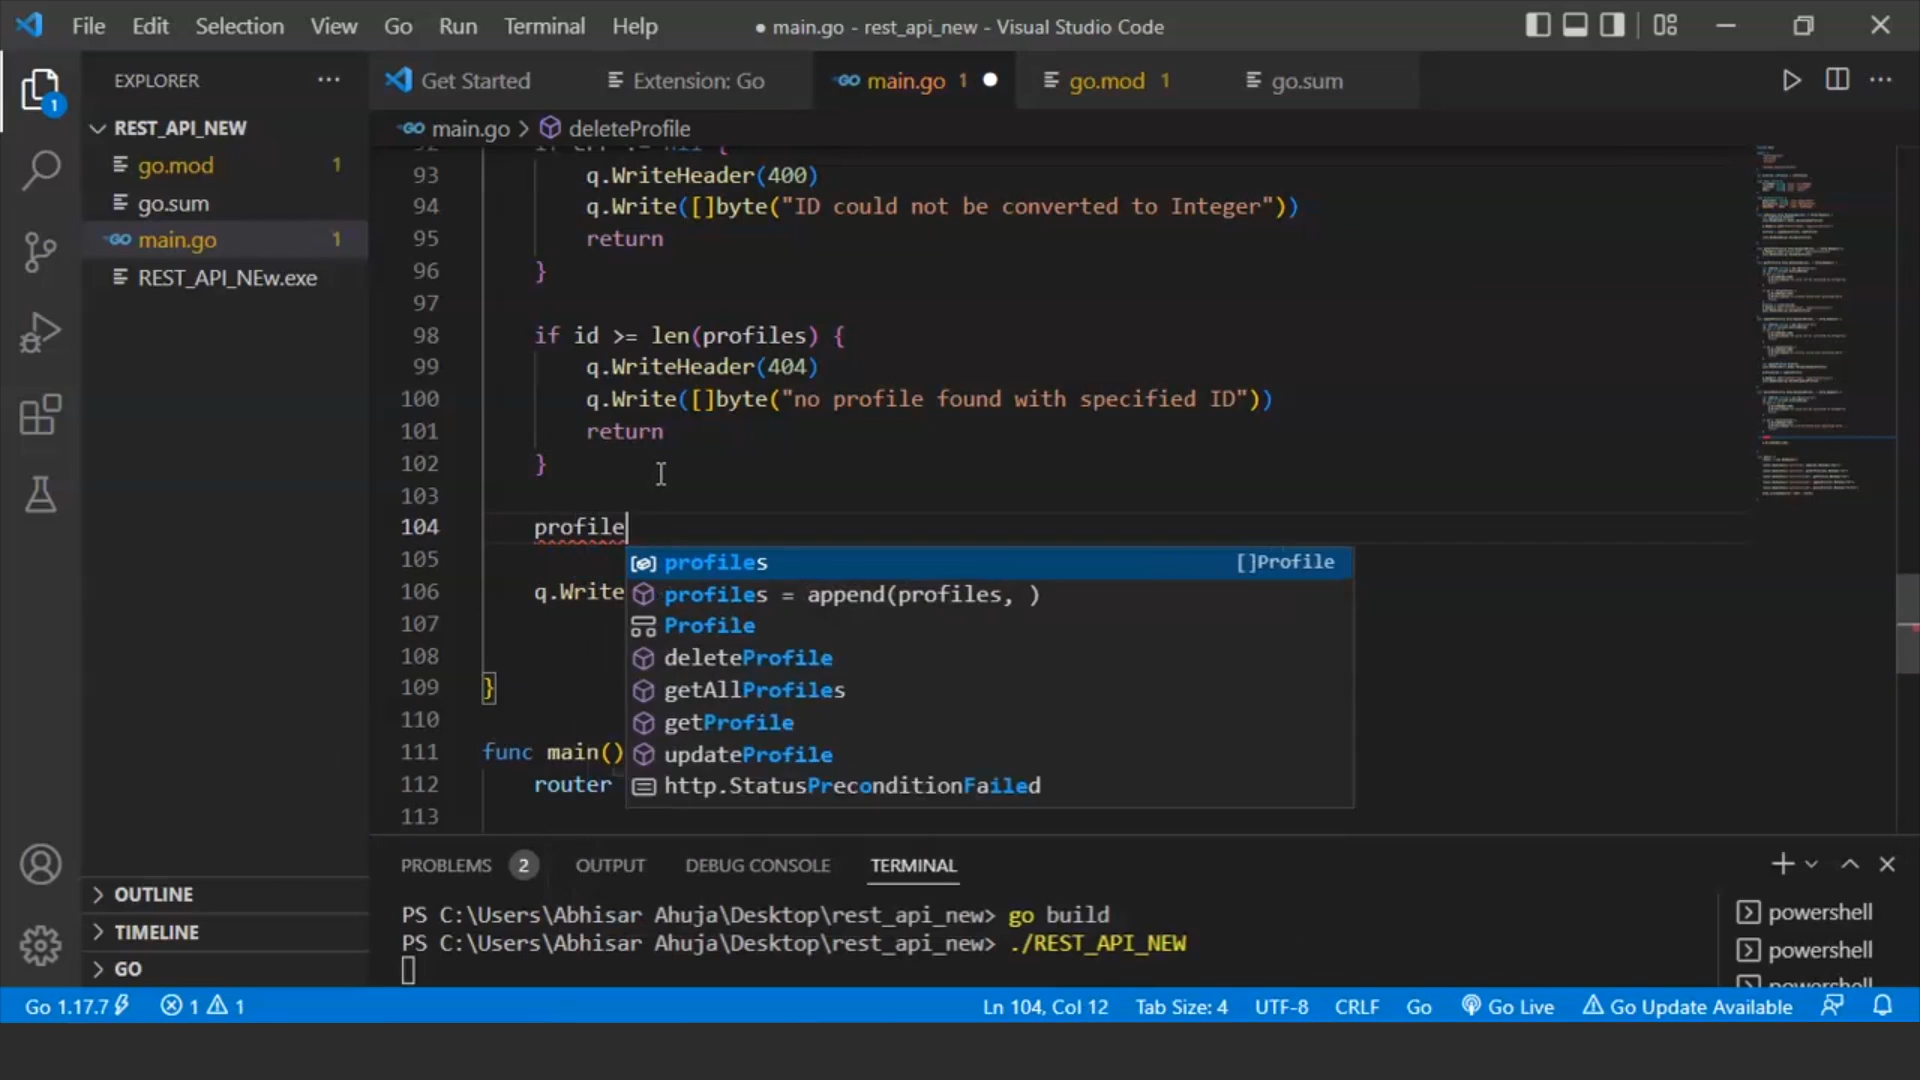 File Edit Selection View Go Run Terminal Help
● main.go - rest_api_new - Visual Studio Code
EXPLORER
Get Started
Extension: Go
main.go 1
go.mod 1
go.sum
main.go > deleteProfile
REST_API_NEW
go.mod 1
go.sum
main.go 1
REST_API_NEw.exe
OUTLINE
TIMELINE
GO
1
93 q.WriteHeader(400)
94 q.Write([]byte("ID could not be converted to Integer"))
95 return
96 }
97
98 if id >= len(profiles) {
99 q.WriteHeader(404)
100 q.Write([]byte("no profile found with specified ID"))
101 return
102 }
103
104 profile
105
106 q.Write
107
108
109 }
110
111 func main()
112 router
113
profiles []Profile
profiles = append(profiles, )
Profile
deleteProfile
getAllProfiles
getProfile
updateProfile
http.StatusPreconditionFailed
PROBLEMS 2 OUTPUT DEBUG CONSOLE TERMINAL
PS C:\Users\Abhisar Ahuja\Desktop\rest_api_new> go build
PS C:\Users\Abhisar Ahuja\Desktop\rest_api_new> ./REST_API_NEW
powershell
powershell
Go 1.17.7 1 1 Ln 104, Col 12 Tab Size: 4 UTF-8 CRLF Go Go Live Go Update Available